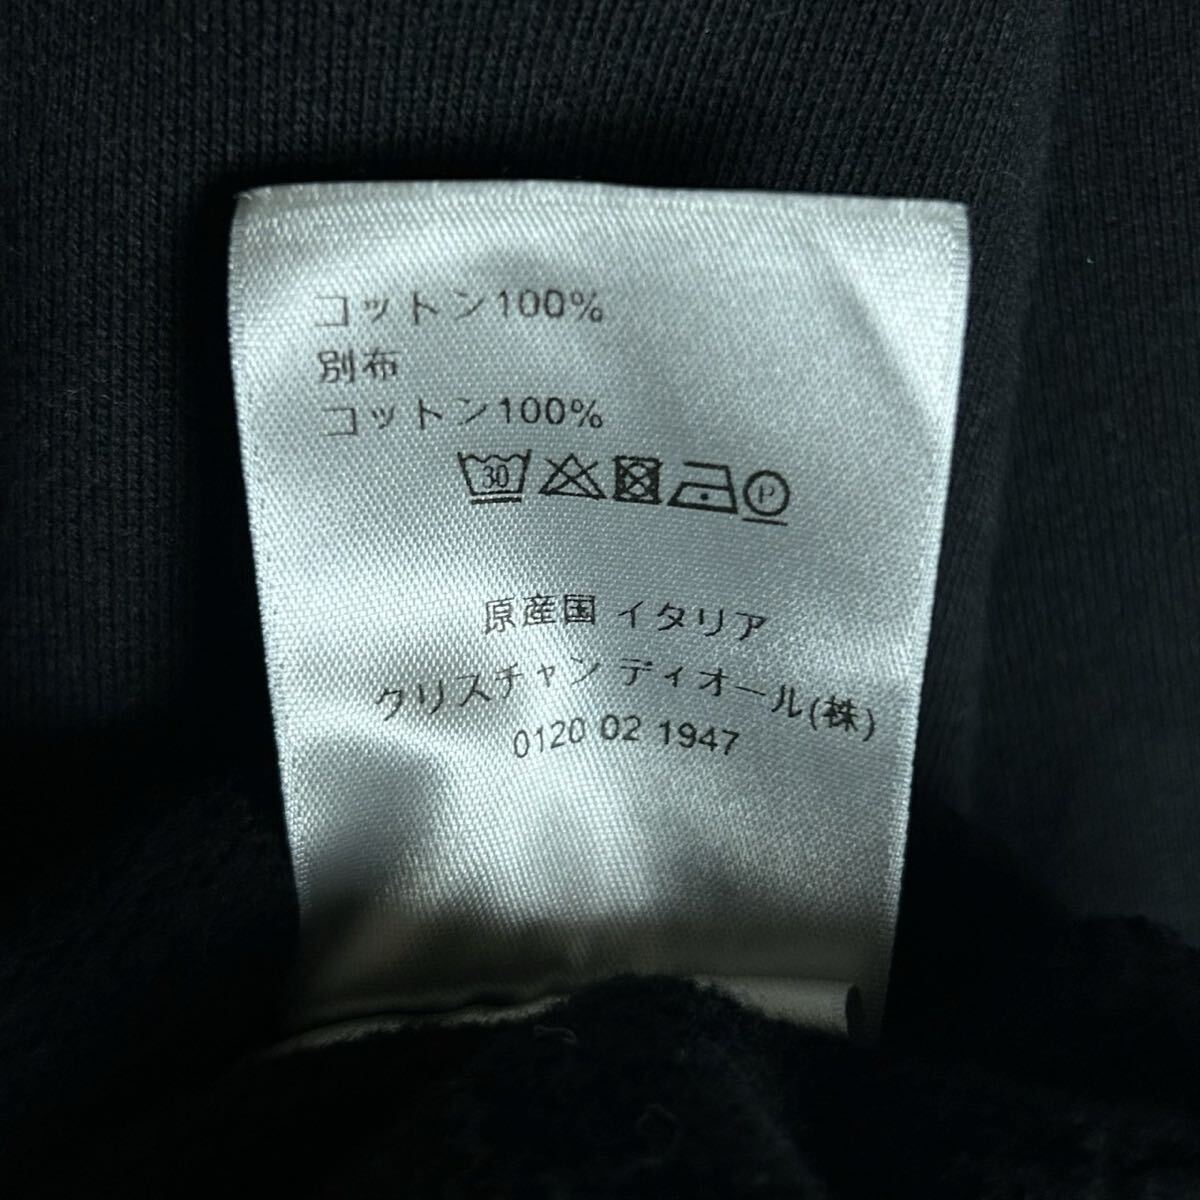 コットン100%
別布
コットン100%
30 P
原産国 イタリア
クリスチャン ディオール(株)
0120 02 1947